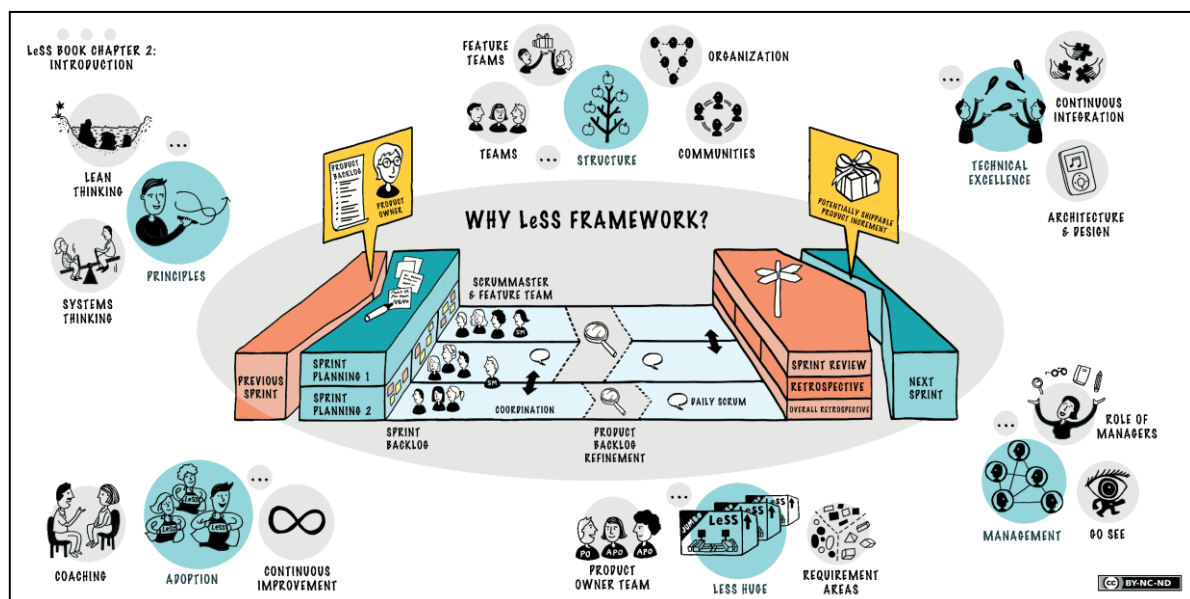 LeSS BOOK CHAPTER 2:
INTRODUCTION
LEAN
THINKING
SYSTEMS
THINKING
PRINCIPLES
FEATURE
TEAMS
TEAMS
STRUCTURE
ORGANIZATION
COMMUNITIES
TECHNICAL
EXCELLENCE
CONTINUOUS
INTEGRATION
ARCHITECTURE
& DESIGN
PRODUCT
BACKLOG
PRODUCT
OWNER
WHY LeSS FRAMEWORK?
POTENTIALLY SHIPPABLE
PRODUCT INCREMENT
SCRUMMASTER
& FEATURE TEAM
SM
SM
PREVIOUS
SPRINT
SPRINT
PLANNING 1
SPRINT
PLANNING 2
SPRINT
BACKLOG
COORDINATION
PRODUCT
BACKLOG
REFINEMENT
DAILY SCRUM
SPRINT REVIEW
RETROSPECTIVE
OVERALL RETROSPECTIVE
NEXT
SPRINT
ROLE OF
MANAGERS
MANAGEMENT
GO SEE
COACHING
LeSS
LeSS
LeSS
ADOPTION
CONTINUOUS
IMPROVEMENT
PO
APO
APO
PRODUCT
OWNER TEAM
JUMBO
LeSS
LeSS
LESS HUGE
REQUIREMENT
AREAS
cc BY-NC-ND